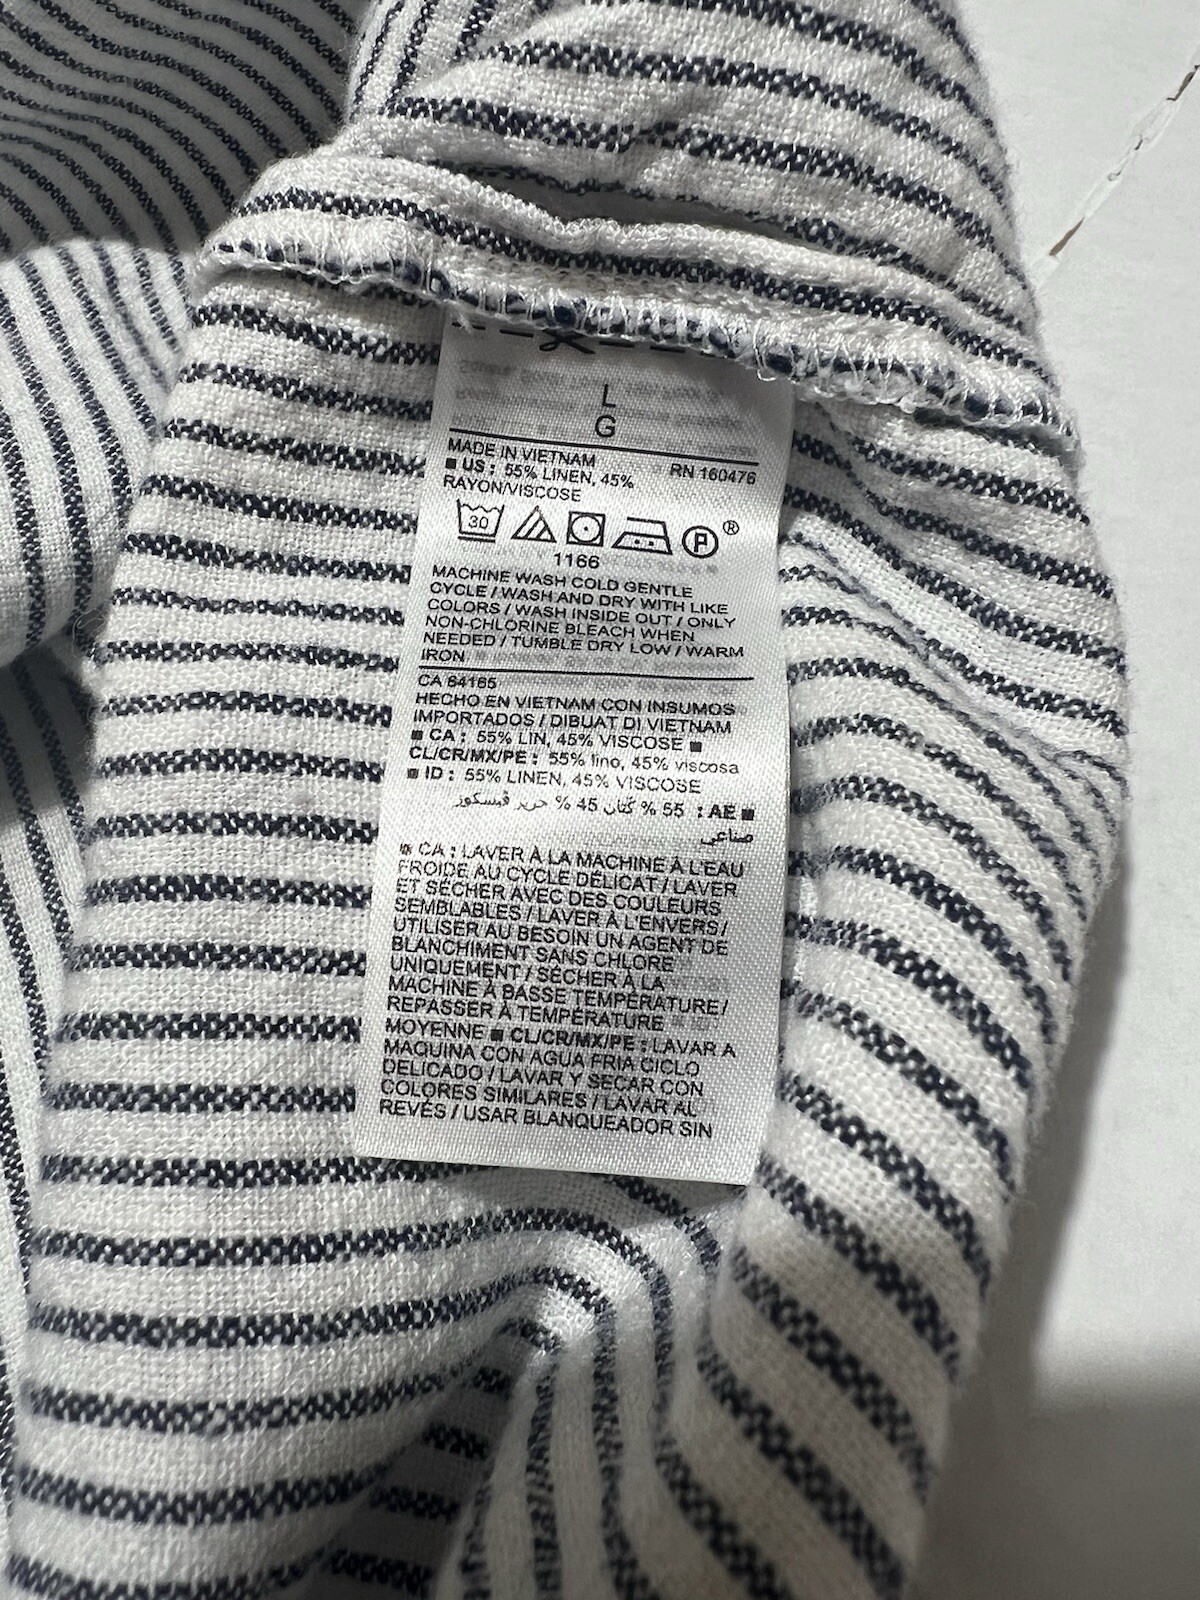 L
G
MADE IN VIETNAM RN 160476
■ US : 55% LINEN, 45%
RAYON/VISCOSE
30 P ®
1166
MACHINE WASH COLD GENTLE
CYCLE / WASH AND DRY WITH LIKE
COLORS / WASH INSIDE OUT / ONLY
NON-CHLORINE BLEACH WHEN
NEEDED / TUMBLE DRY LOW / WARM
IRON
CA 64165
HECHO EN VIETNAM CON INSUMOS
IMPORTADOS / DIBUAT DI VIETNAM
■ CA : 55% LIN, 45% VISCOSE ■
CL/CR/MX/PE : 55% lino, 45% viscosa
■ ID : 55% LINEN, 45% VISCOSE
■ AE : 55 % كتان 45 % حرير فيسكوز
صناعي
■ CA : LAVER À LA MACHINE À L'EAU
FROIDE AU CYCLE DÉLICAT / LAVER
ET SÉCHER AVEC DES COULEURS
SEMBLABLES / LAVER À L'ENVERS /
UTILISER AU BESOIN UN AGENT DE
BLANCHIMENT SANS CHLORE
UNIQUEMENT / SÉCHER À LA
MACHINE À BASSE TEMPÉRATURE /
REPASSER À TEMPÉRATURE
MOYENNE ■ CL/CR/MX/PE : LAVAR A
MAQUINA CON AGUA FRIA CICLO
DELICADO / LAVAR Y SECAR CON
COLORES SIMILARES / LAVAR AL
REVÉS / USAR BLANQUEADOR SIN